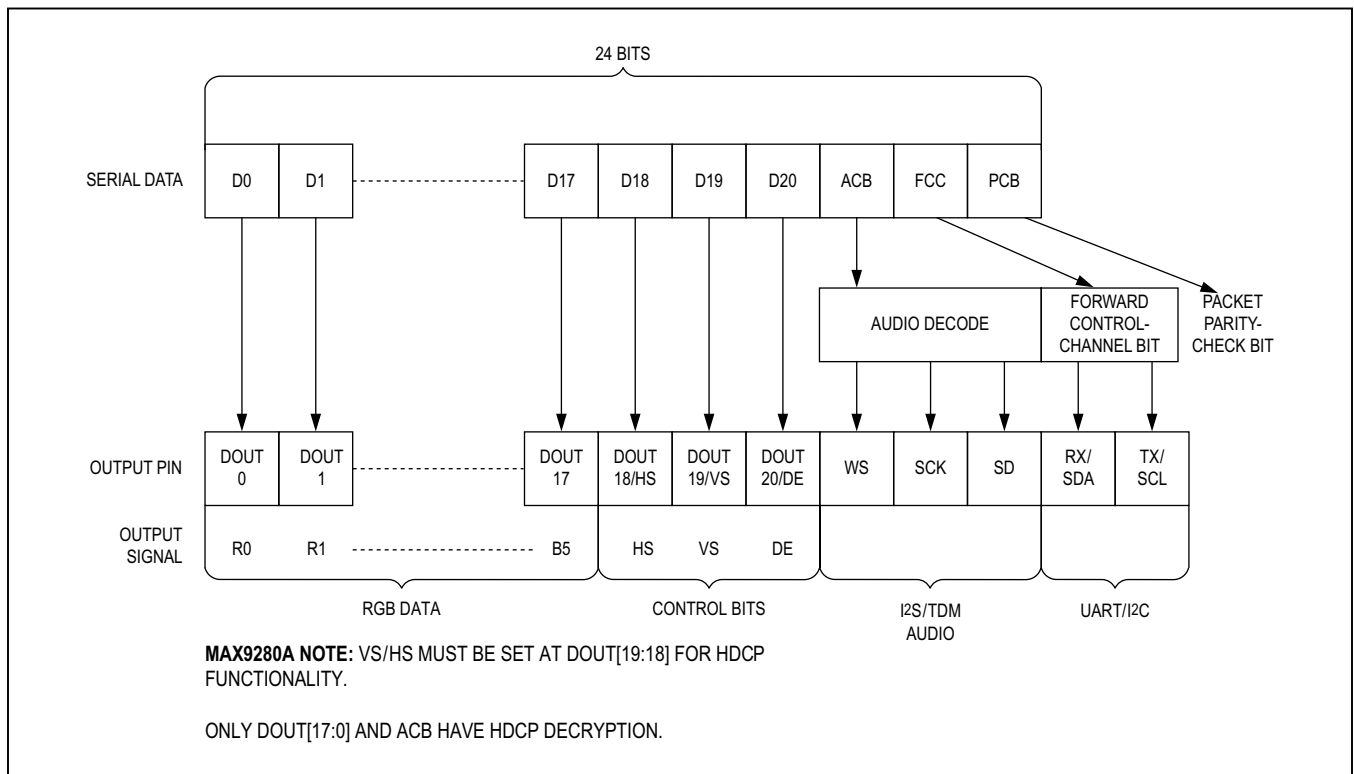 24 BITS
SERIAL DATA D0 D1 D17 D18 D19 D20 ACB FCC PCB
AUDIO DECODE
FORWARD
CONTROL-
CHANNEL BIT
PACKET
PARITY-
CHECK BIT
OUTPUT PIN
DOUT
0
DOUT
1
DOUT
17
DOUT
18/HS
DOUT
19/VS
DOUT
20/DE
WS
SCK
SD
RX/
SDA
TX/
SCL
OUTPUT
SIGNAL
R0 R1 B5 HS VS DE
RGB DATA
CONTROL BITS
I2S/TDM
AUDIO
UART/I2C
MAX9280A NOTE: VS/HS MUST BE SET AT DOUT[19:18] FOR HDCP
FUNCTIONALITY.
ONLY DOUT[17:0] AND ACB HAVE HDCP DECRYPTION.